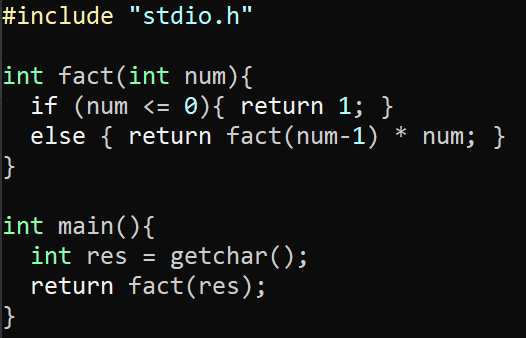 #include "stdio.h"

int fact(int num){
  if (num <= 0){ return 1; }
  else { return fact(num-1) * num; }
}

int main(){
  int res = getchar();
  return fact(res);
}